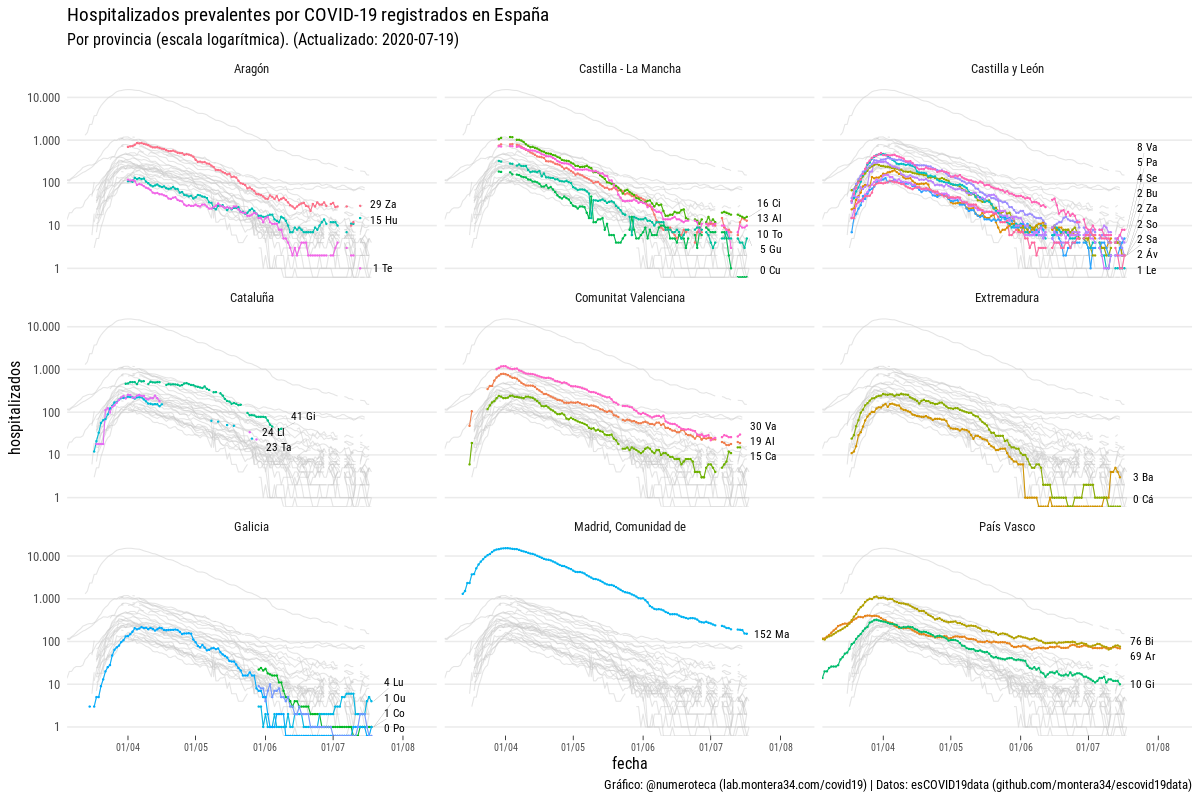 Hospitalizados prevalentes por COVID-19 registrados en España
Por provincia (escala logarítmica). (Actualizado: 2020-07-19)
Aragón
Castilla - La Mancha
Castilla y León
10.000
1.000
100
10
1
29 Za
15 Hu
1 Te
16 Ci
13 Al
10 To
5 Gu
0 Cu
8 Va
5 Pa
4 Se
2 Bu
2 Za
2 So
2 Sa
2 Áv
1 Le
Cataluña
Comunitat Valenciana
Extremadura
hospitalizados
10.000
1.000
100
10
1
41 Gi
24 Ll
23 Ta
30 Va
19 Al
15 Ca
3 Ba
0 Cá
Galicia
Madrid, Comunidad de
País Vasco
10.000
1.000
100
10
1
4 Lu
1 Ou
1 Co
0 Po
152 Ma
76 Bi
69 Ar
10 Gi
01/04 01/05 01/06 01/07 01/08
01/04 01/05 01/06 01/07 01/08
01/04 01/05 01/06 01/07 01/08
fecha
Gráfico: @numeroteca (lab.montera34.com/covid19) | Datos: esCOVID19data (github.com/montera34/escovid19data)